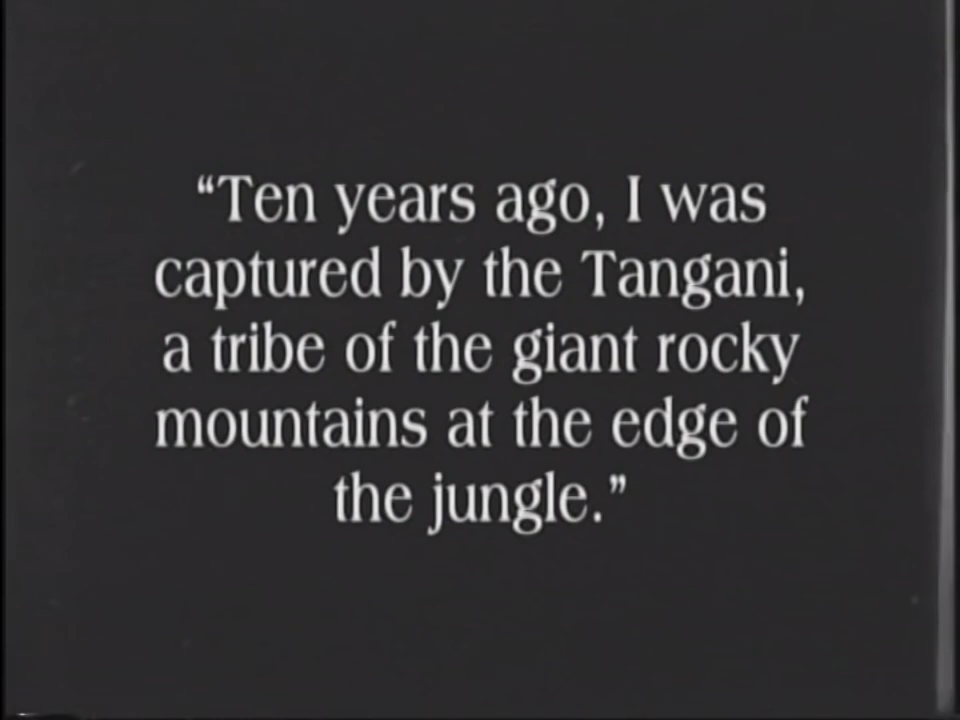 “Ten years ago, I was
captured by the Tangani,
a tribe of the giant rocky
mountains at the edge of
the jungle.”